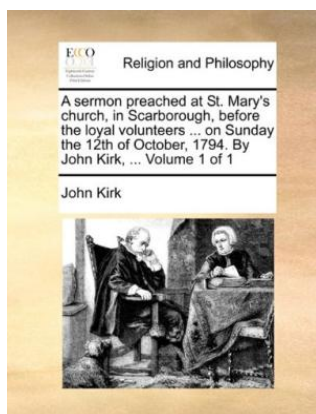 ECCO
Religion and Philosophy
A sermon preached at St. Mary's
church, in Scarborough, before
the loyal volunteers ... on Sunday
the 12th of October, 1794. By
John Kirk, ... Volume 1 of 1
John Kirk